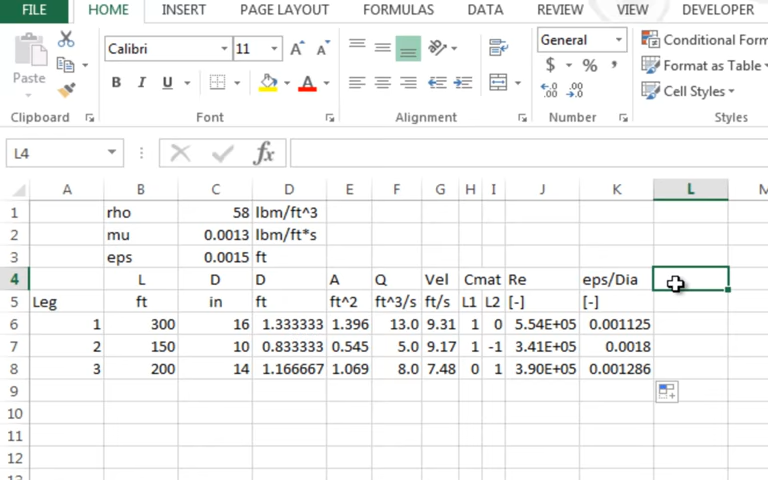 FILE HOME INSERT PAGE LAYOUT FORMULAS DATA REVIEW VIEW DEVELOPER
Calibri 11 A A General Conditional Form
Paste B I U A $ % , Format as Table
.00 .0 Cell Styles
Clipboard Font Alignment Number Styles
L4 fx
A B C D E F G H I J K L M
1 rho 58 lbm/ft^3
2 mu 0.0013 lbm/ft*s
3 eps 0.0015 ft
4 L D D A Q Vel Cmat Re eps/Dia
5 Leg ft in ft ft^2 ft^3/s ft/s L1 L2 [-] [-]
6 1 300 16 1.333333 1.396 13.0 9.31 1 0 5.54E+05 0.001125
7 2 150 10 0.833333 0.545 5.0 9.17 1 -1 3.41E+05 0.0018
8 3 200 14 1.166667 1.069 8.0 7.48 0 1 3.90E+05 0.001286
9
10
11
12